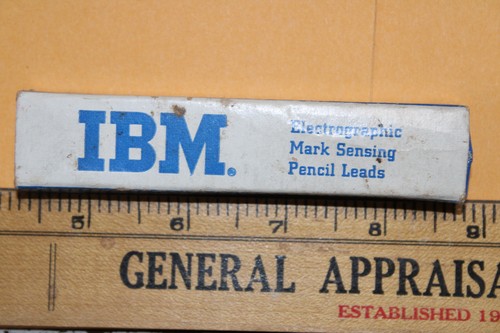 IBM®
Electrographic
Mark Sensing
Pencil Leads
5 6 7 8 9
GENERAL APPRAISA
ESTABLISHED 19